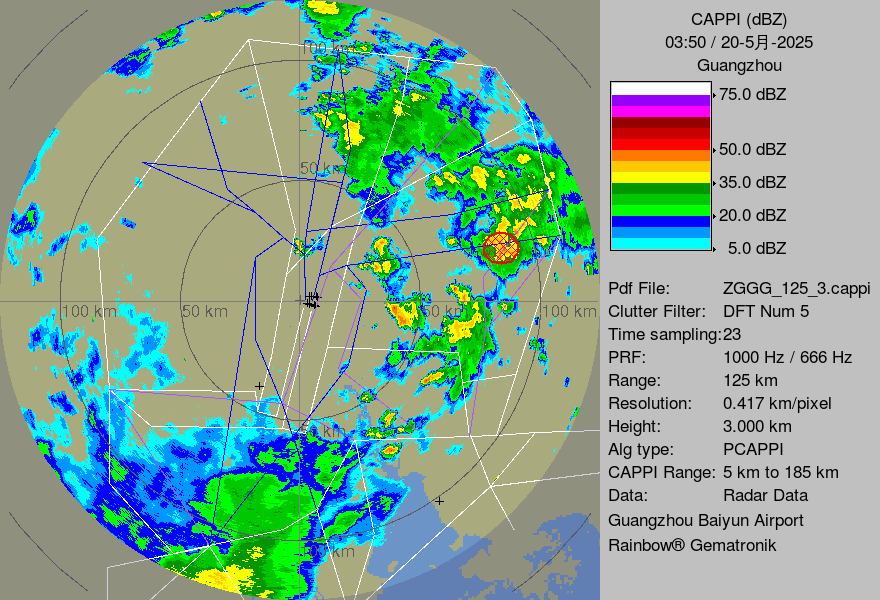 CAPPI (dBZ)
03:50 / 20-5月-2025
Guangzhou
75.0 dBZ
50.0 dBZ
35.0 dBZ
20.0 dBZ
5.0 dBZ
Pdf File: ZGGG_125_3.cappi
Clutter Filter: DFT Num 5
Time sampling:23
PRF: 1000 Hz / 666 Hz
Range: 125 km
Resolution: 0.417 km/pixel
Height: 3.000 km
Alg type: PCAPPI
CAPPI Range: 5 km to 185 km
Data: Radar Data
Guangzhou Baiyun Airport
Rainbow® Gematronik
100 km
50 km
100 km 50 km 50 km 100 km
50 km
100 km